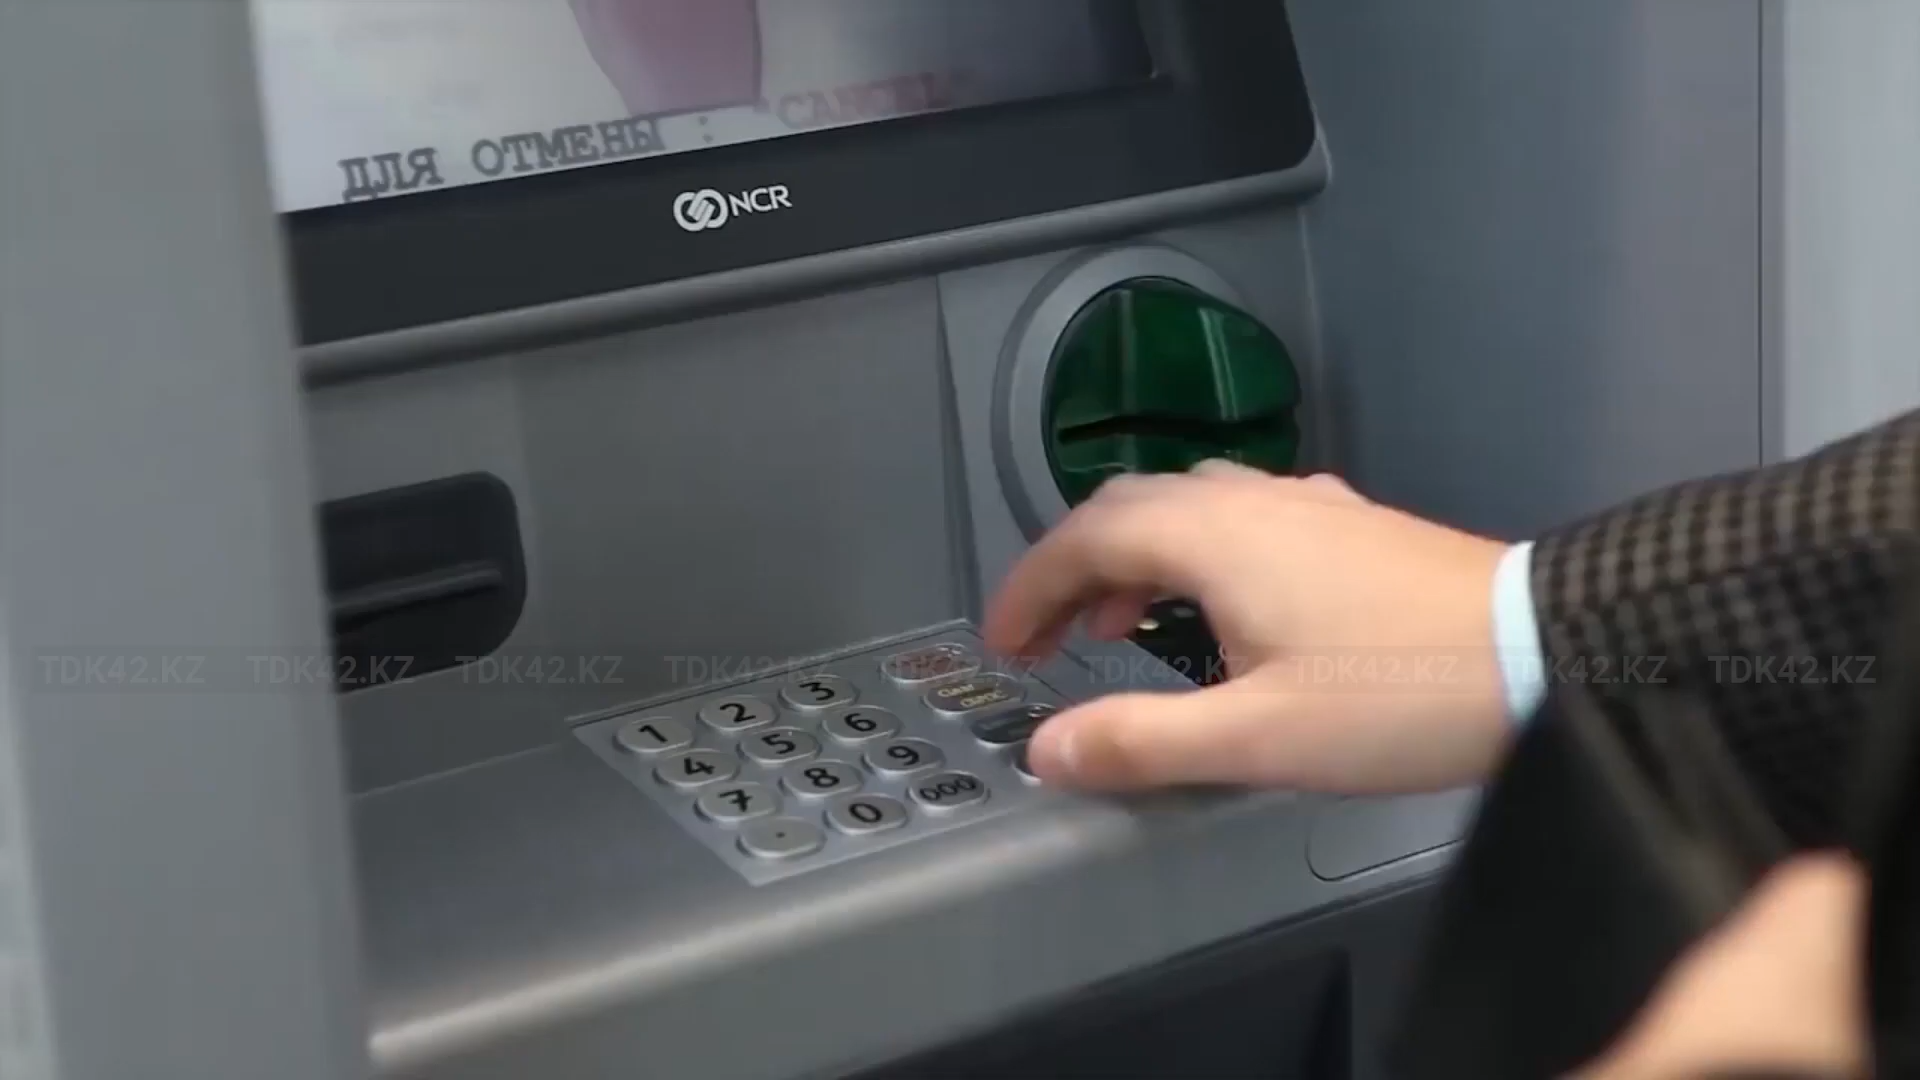 ДЛЯ ОТМЕНЫ : "CANCEL"
NCR
TDK42.KZ TDK42.KZ TDK42.KZ TDK42.KZ TDK42.KZ TDK42.KZ TDK42.KZ TDK42.KZ TDK42.KZ
1 2 3
4 5 6
7 8 9
. 0 000